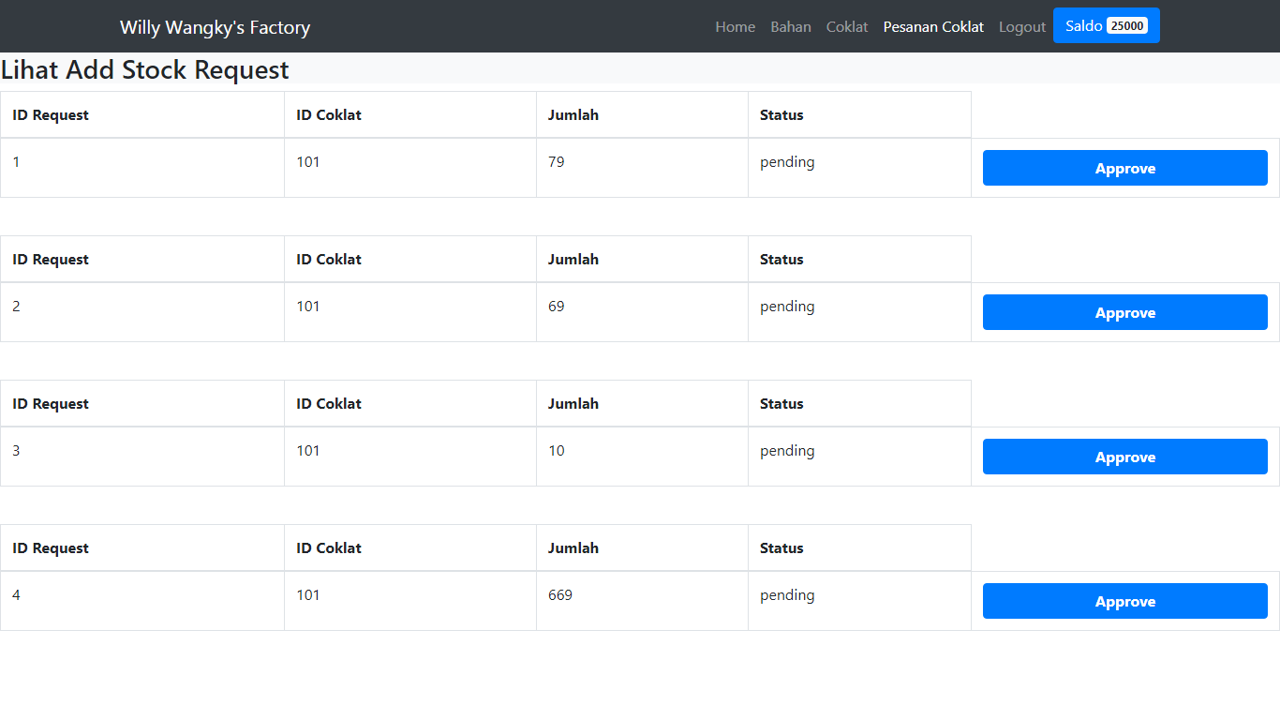 Willy Wangky's Factory Home Bahan Coklat Pesanan Coklat Logout Saldo 25000
Lihat Add Stock Request
ID Request ID Coklat Jumlah Status
1 101 79 pending Approve
ID Request ID Coklat Jumlah Status
2 101 69 pending Approve
ID Request ID Coklat Jumlah Status
3 101 10 pending Approve
ID Request ID Coklat Jumlah Status
4 101 669 pending Approve